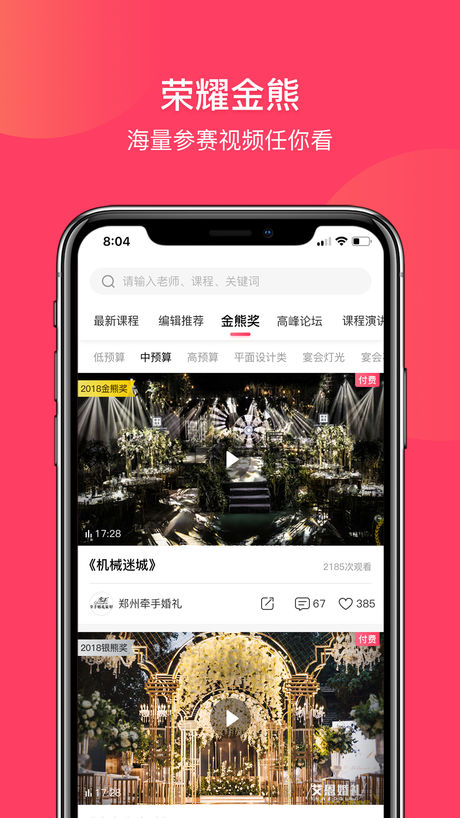 荣耀金熊
海量参赛视频任你看
8:04
请输入老师、课程、关键词
最新课程 编辑推荐 金熊奖 高峰论坛 课程演讲
低预算 中预算 高预算 平面设计类 宴会灯光 宴会
2018金熊奖 付费
17:28
《机械迷城》 2185次观看
郑州牵手婚礼 67 385
2018银熊奖 付费
17:28